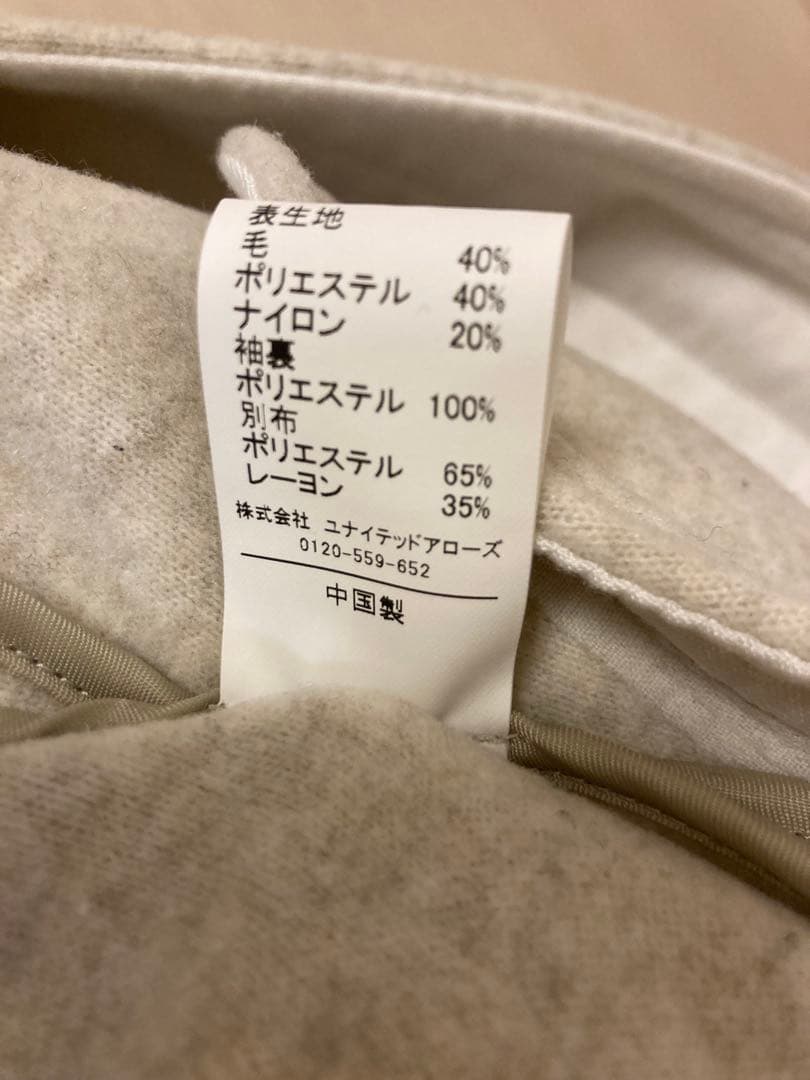 表生地
毛 40%
ポリエステル 40%
ナイロン 20%
袖裏
ポリエステル 100%
別布
ポリエステル 65%
レーヨン 35%
株式会社 ユナイテッドアローズ
0120-559-652
中国製